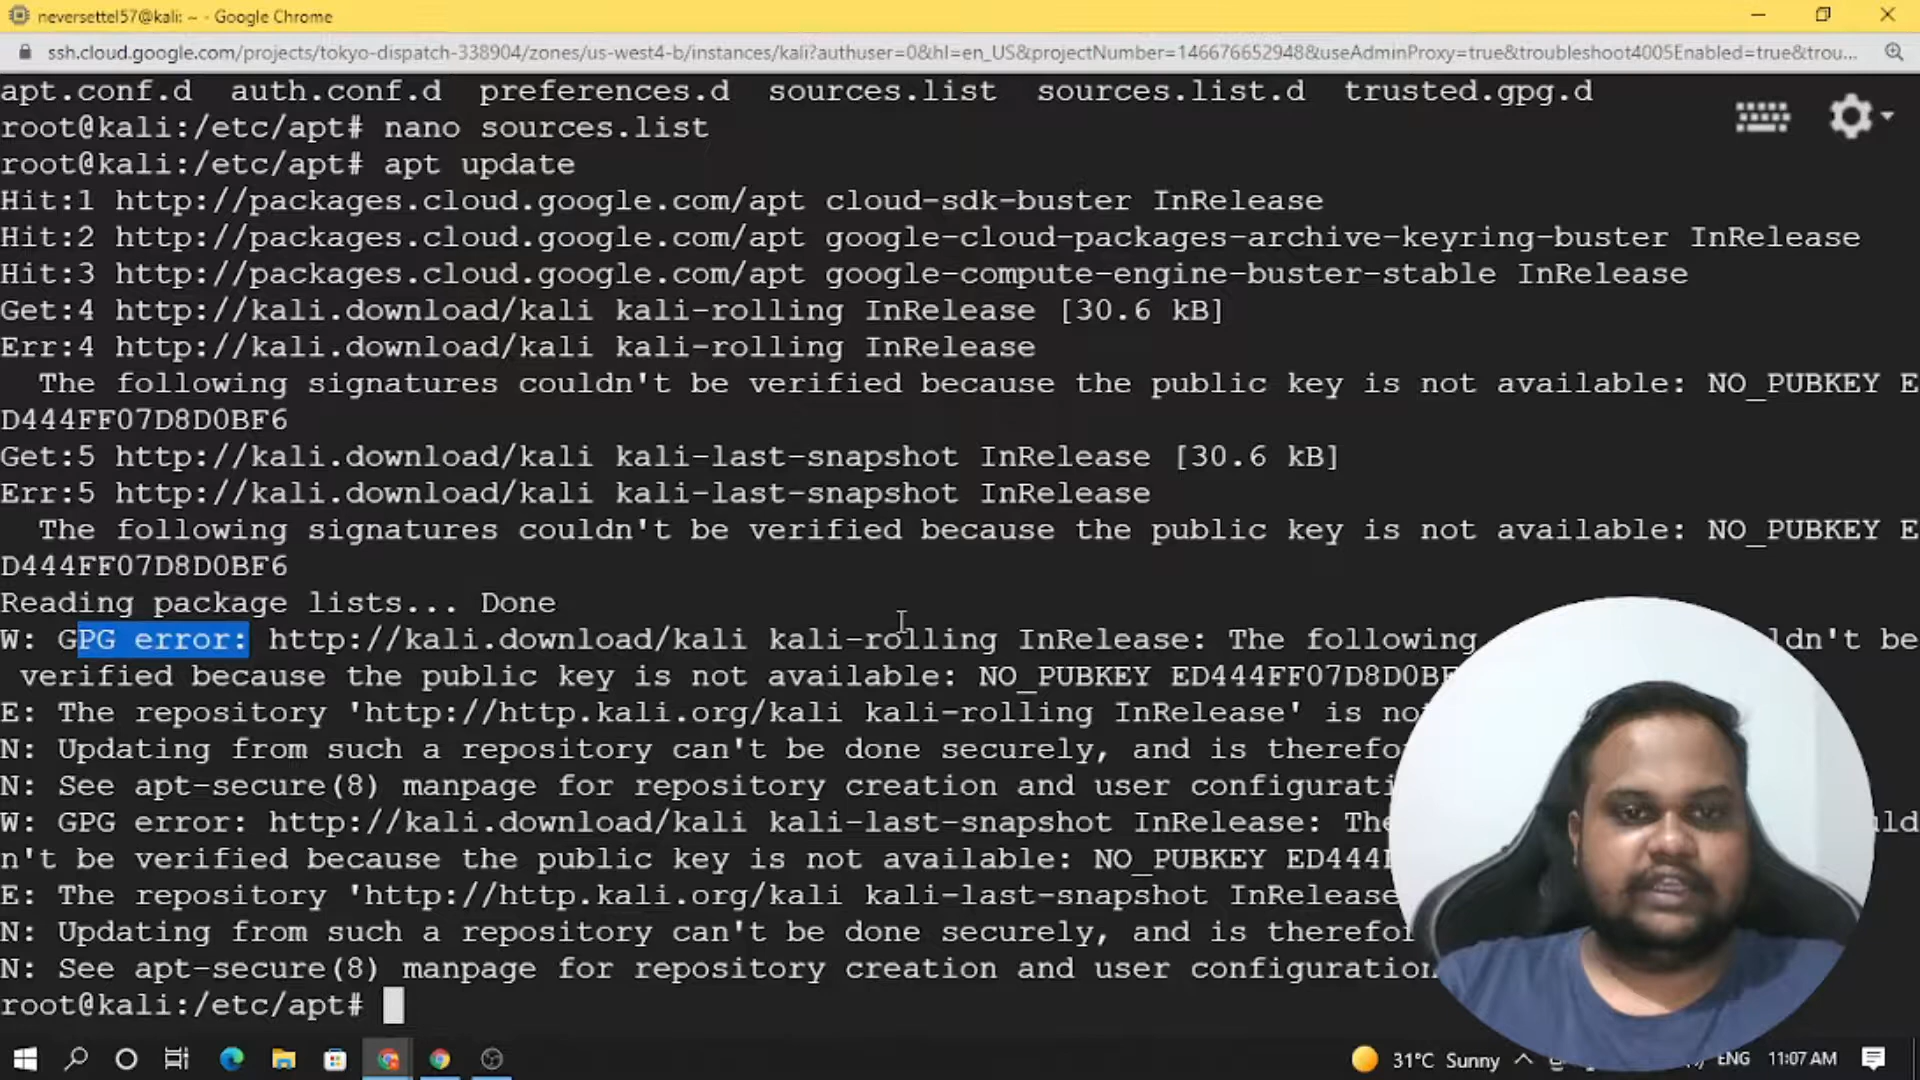 neversettel57@kali: ~ - Google Chrome
ssh.cloud.google.com/projects/tokyo-dispatch-338904/zones/us-west4-b/instances/kali?authuser=0&hl=en_US&projectNumber=146676652948&useAdminProxy=true&troubleshoot4005Enabled=true&trou...
apt.conf.d auth.conf.d preferences.d sources.list sources.list.d trusted.gpg.d
root@kali:/etc/apt# nano sources.list
root@kali:/etc/apt# apt update
Hit:1 http://packages.cloud.google.com/apt cloud-sdk-buster InRelease
Hit:2 http://packages.cloud.google.com/apt google-cloud-packages-archive-keyring-buster InRelease
Hit:3 http://packages.cloud.google.com/apt google-compute-engine-buster-stable InRelease
Get:4 http://kali.download/kali kali-rolling InRelease [30.6 kB]
Err:4 http://kali.download/kali kali-rolling InRelease
The following signatures couldn't be verified because the public key is not available: NO_PUBKEY E
D444FF07D8D0BF6
Get:5 http://kali.download/kali kali-last-snapshot InRelease [30.6 kB]
Err:5 http://kali.download/kali kali-last-snapshot InRelease
The following signatures couldn't be verified because the public key is not available: NO_PUBKEY E
D444FF07D8D0BF6
Reading package lists... Done
W: GPG error: http://kali.download/kali kali-rolling InRelease: The following ldn't be
verified because the public key is not available: NO_PUBKEY ED444FF07D8D0BF
E: The repository 'http://http.kali.org/kali kali-rolling InRelease' is no
N: Updating from such a repository can't be done securely, and is therefo
N: See apt-secure(8) manpage for repository creation and user configurati
W: GPG error: http://kali.download/kali kali-last-snapshot InRelease: The ld
n't be verified because the public key is not available: NO_PUBKEY ED444
E: The repository 'http://http.kali.org/kali kali-last-snapshot InRelease
N: Updating from such a repository can't be done securely, and is therefor
N: See apt-secure(8) manpage for repository creation and user configuration
root@kali:/etc/apt#
31°C Sunny ENG 11:07 AM